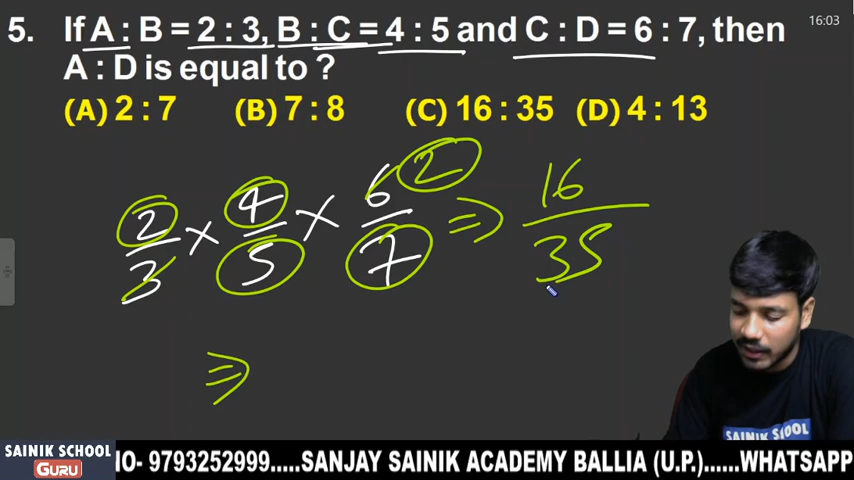 16:03
5. If A : B = 2 : 3, B : C = 4 : 5 and C : D = 6 : 7, then
A : D is equal to ?
(A) 2 : 7 (B) 7 : 8 (C) 16 : 35 (D) 4 : 13
2/3 × 4/5 × 6/7 2 ⇒ 16/35
⇒
SAINIK SCHOOL
SAINIK SCHOOL
Guru
NO- 9793252999.....SANJAY SAINIK ACADEMY BALLIA (U.P.)......WHATSAPP